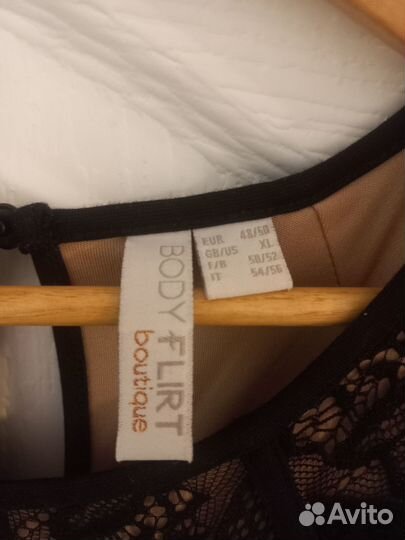 BODY FLIRT
boutique
EUR 48/50
GB/US XL
F/B 50/52
IT 54/56
Avito